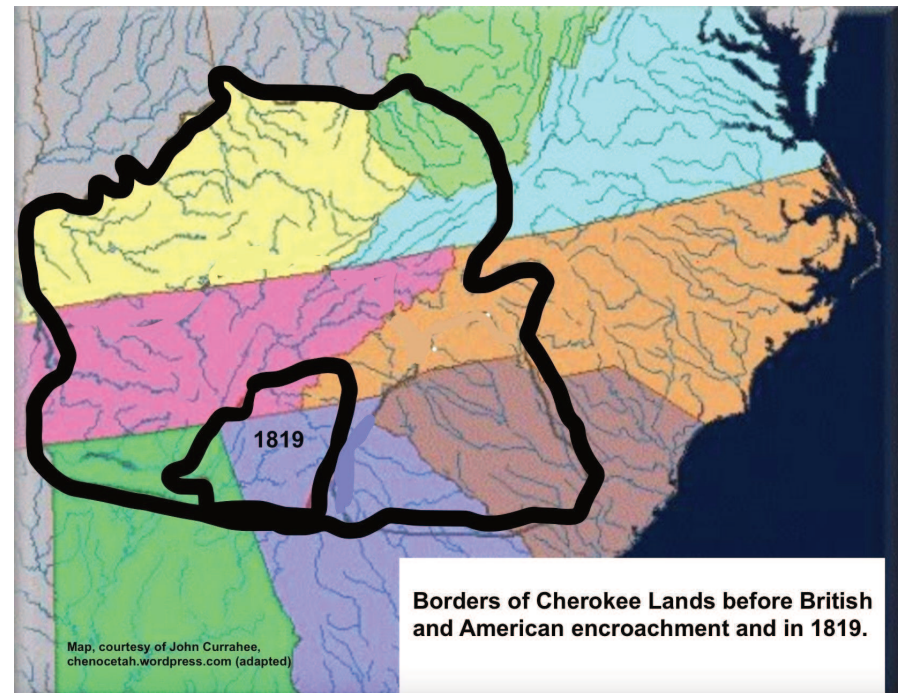 1819
Borders of Cherokee Lands before British
and American encroachment and in 1819.
Map, courtesy of John Currahee,
chenocetah.wordpress.com (adapted)